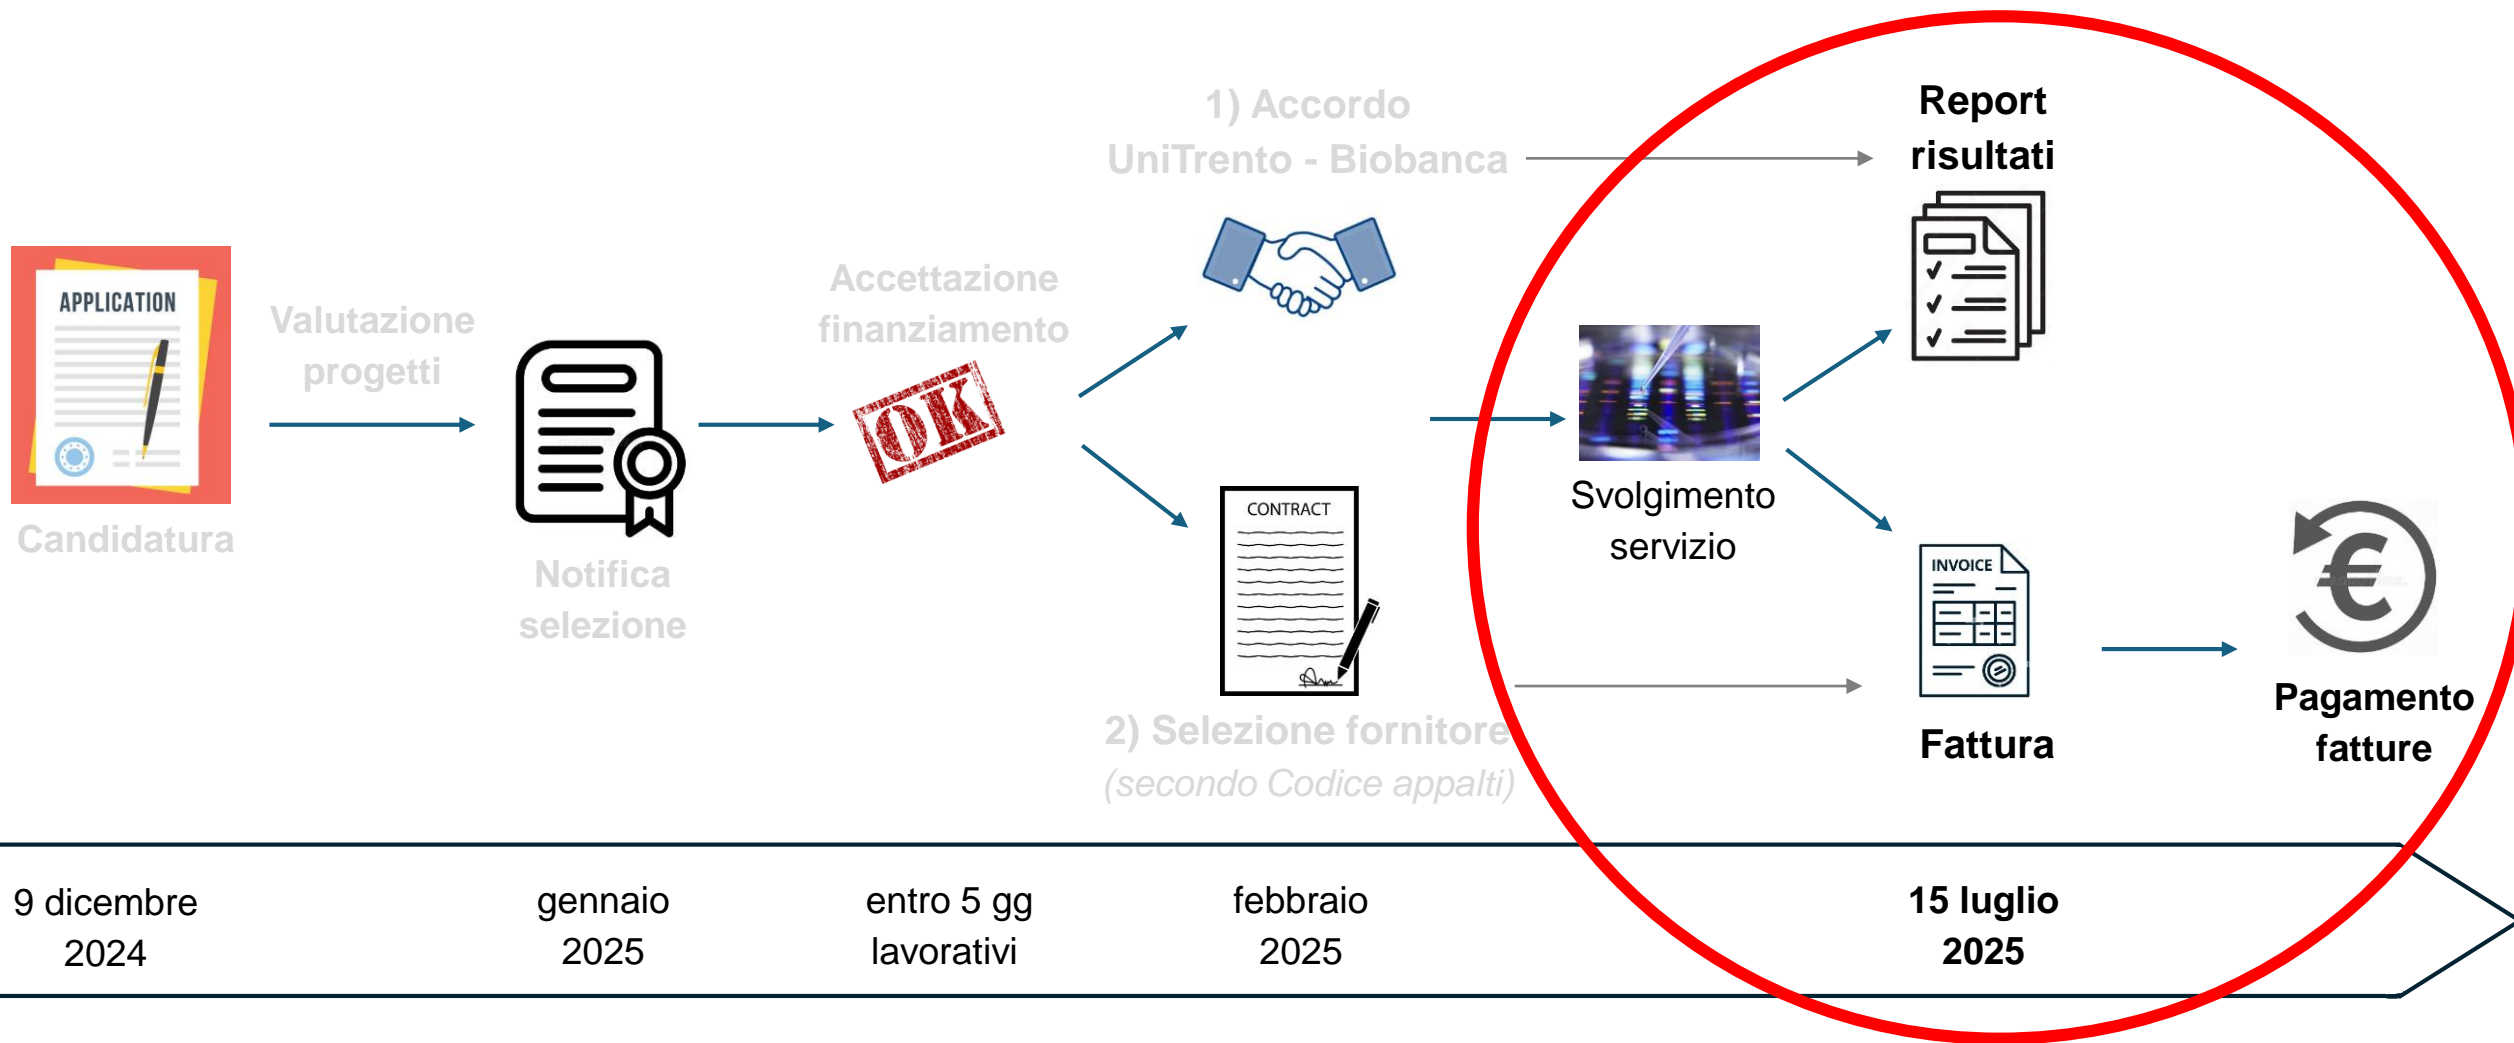 APPLICATION
Candidatura
Valutazione
progetti
Notifica
selezione
Accettazione
finanziamento
OK
1) Accordo
UniTrento - Biobanca
CONTRACT
2) Selezione fornitore
(secondo Codice appalti)
Svolgimento
servizio
Report
risultati
INVOICE
Fattura
Pagamento
fatture
9 dicembre
2024
gennaio
2025
entro 5 gg
lavorativi
febbraio
2025
15 luglio
2025